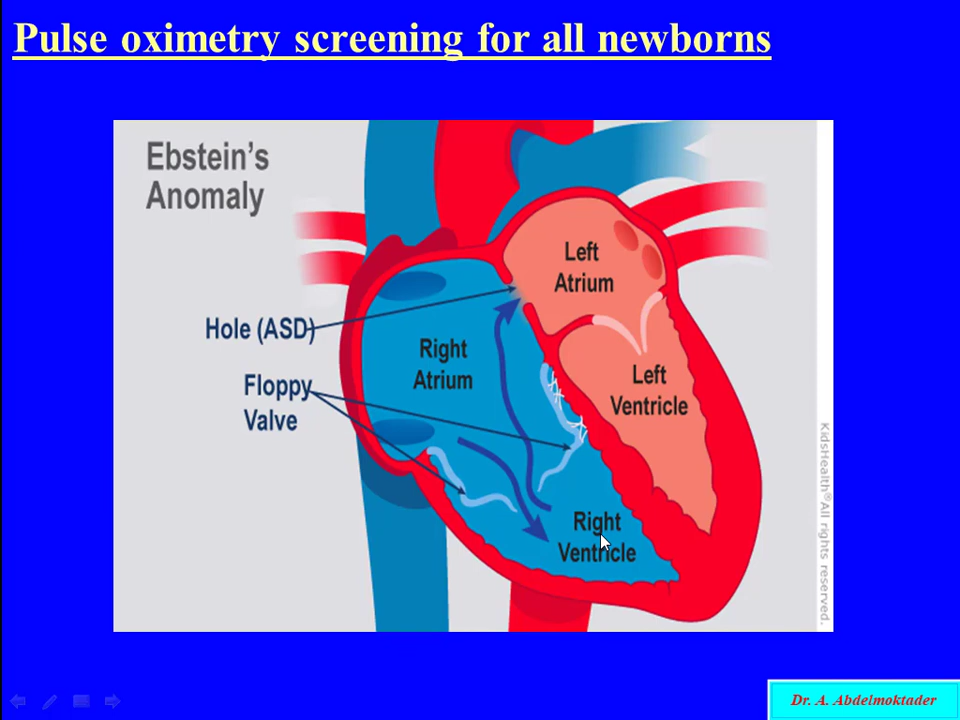 Pulse oximetry screening for all newborns
Ebstein's
Anomaly
Left
Atrium
Hole (ASD)
Right
Atrium
Floppy
Valve
Left
Ventricle
Right
Ventricle
KidsHealth® All rights reserved.
Dr. A. Abdelmoktader